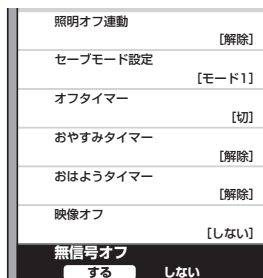 照明オフ連動
[解除]
セーブモード設定
[モード1]
オフタイマー
[切]
おやすみタイマー
[解除]
おはようタイマー
[解除]
映像オフ
[しない]
無信号オフ
する しない